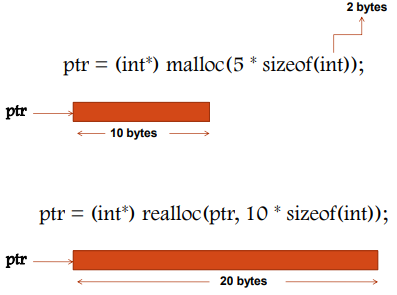 2 bytes
ptr = (int*) malloc(5 * sizeof(int));
ptr
10 bytes
ptr = (int*) realloc(ptr, 10 * sizeof(int));
ptr
20 bytes